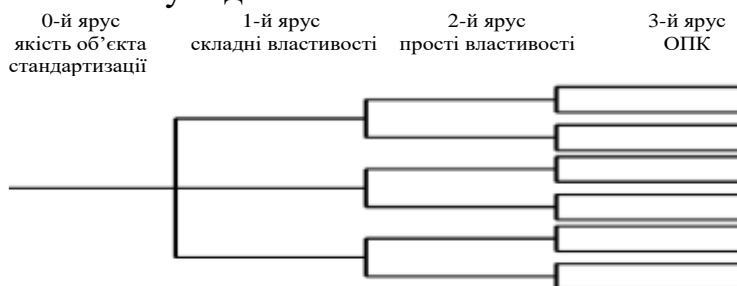 0-й ярус
якість об’єкта
стандартизації
1-й ярус
складні властивості
2-й ярус
прості властивості
3-й ярус
ОПК